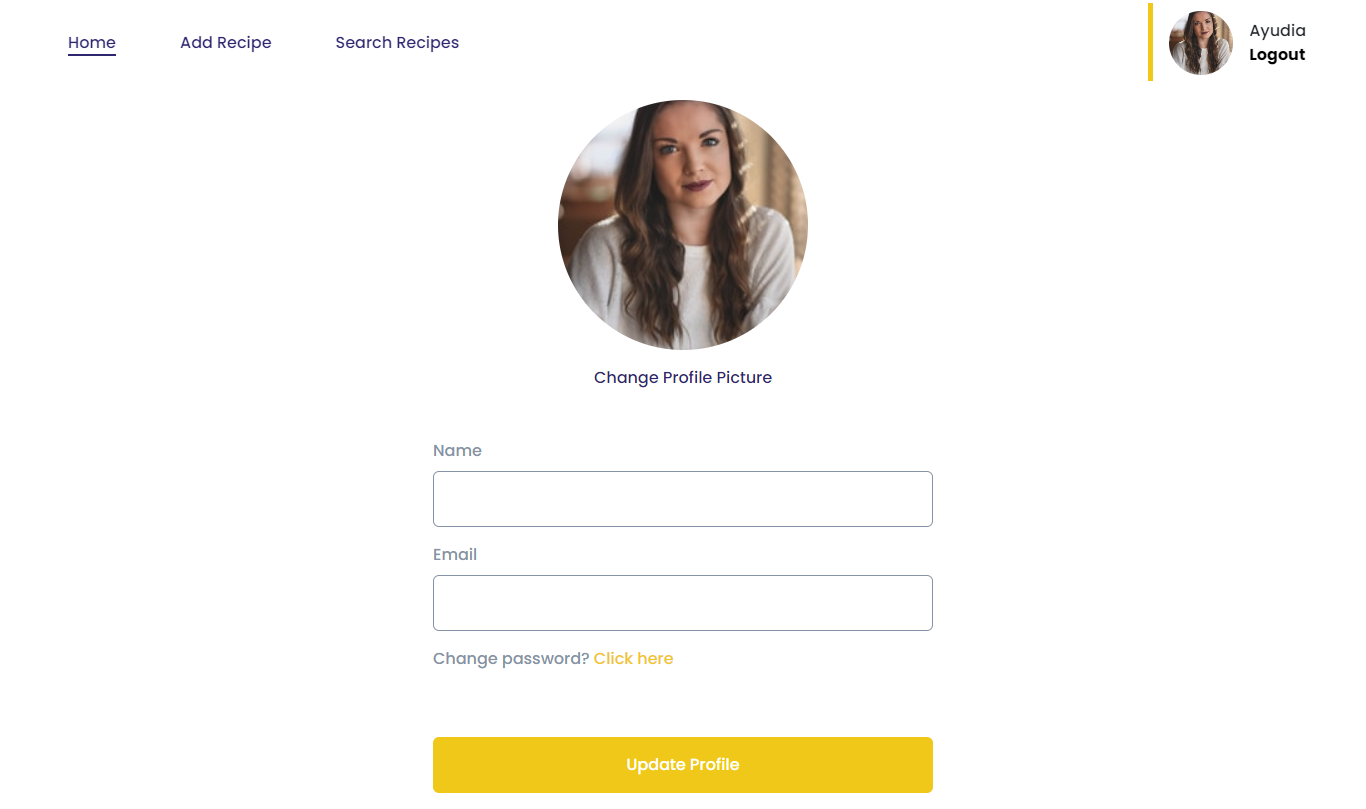 Home Add Recipe Search Recipes Ayudia
Logout
Change Profile Picture
Name
Email
Change password? Click here
Update Profile